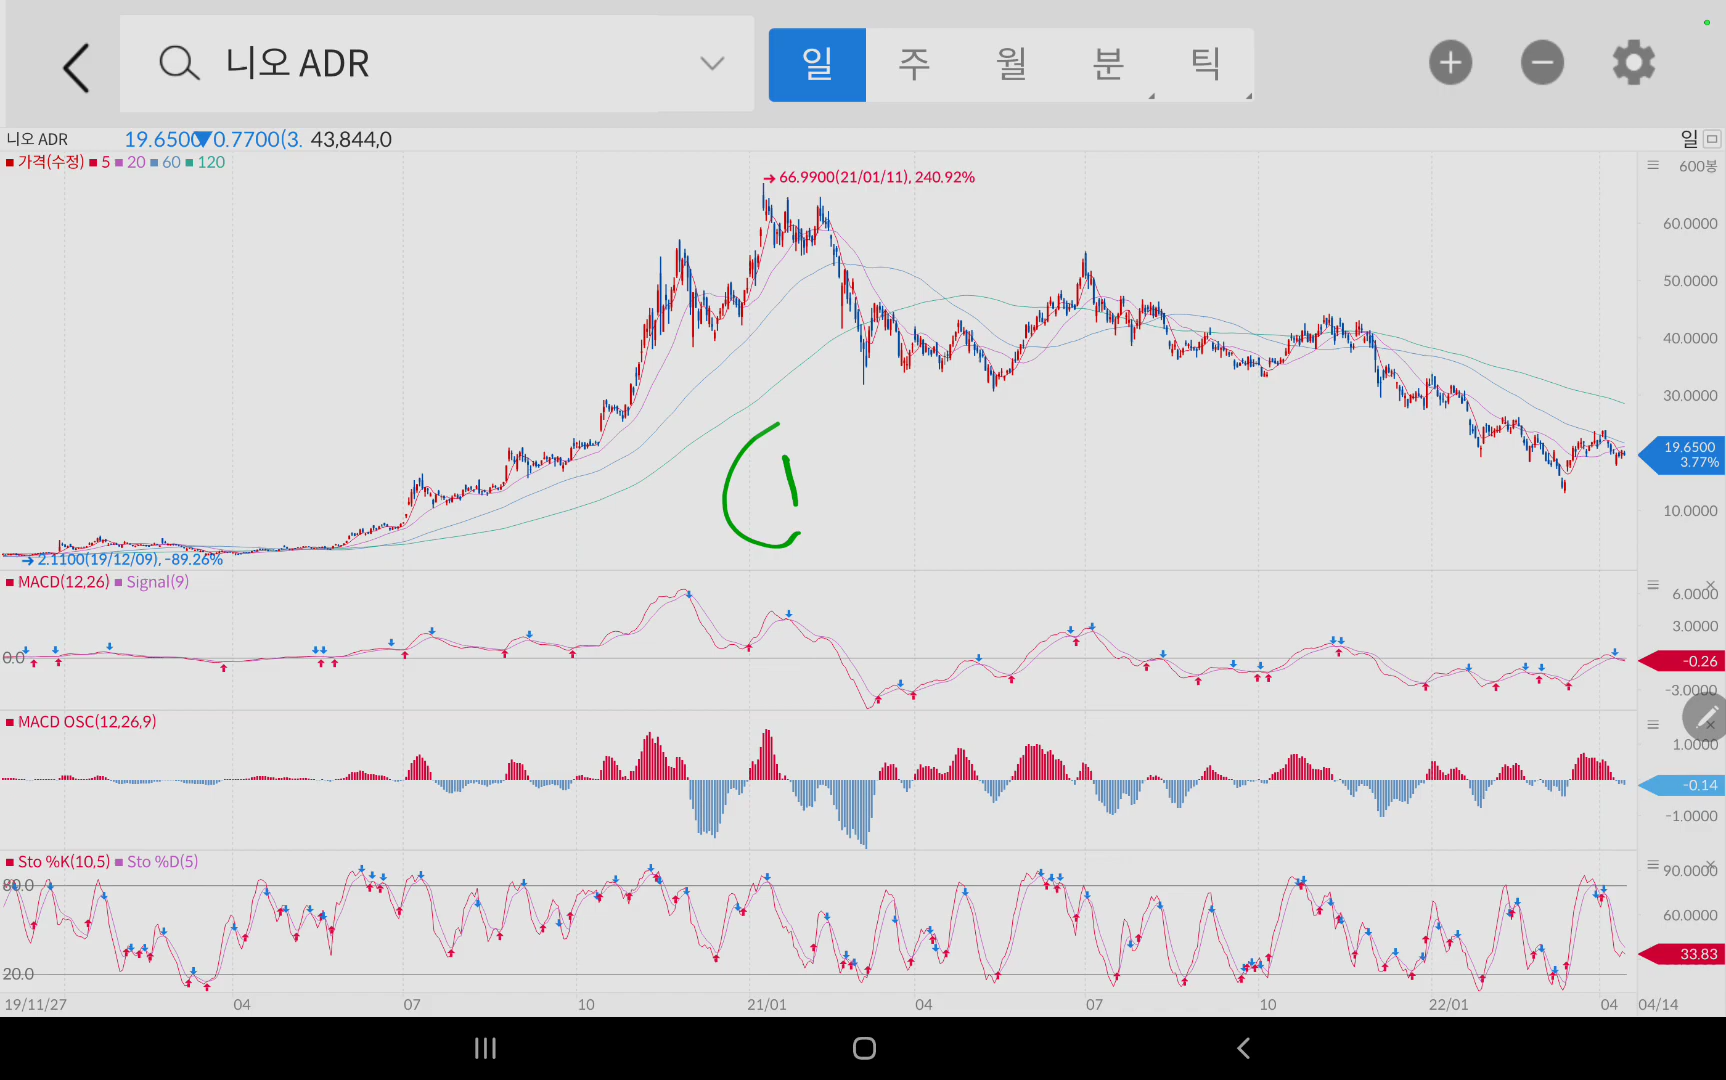 니오 ADR
일 주 월 분 틱
니오 ADR 19.6500▼0.7700(3. 43,844,0 일
가격(수정) 5 20 60 120 600봉
66.9900(21/01/11), 240.92%
60.0000
50.0000
40.0000
30.0000
19.6500
3.77%
10.0000
2.1100(19/12/09), -89.26%
MACD(12,26) Signal(9)
6.0000
3.0000
0.0
-0.26
-3.0000
MACD OSC(12,26,9)
1.0000
-0.14
-1.0000
Sto %K(10,5) Sto %D(5)
90.0000
80.0
60.0000
33.83
20.0
19/11/27 04 07 10 21/01 04 07 10 22/01 04 04/14